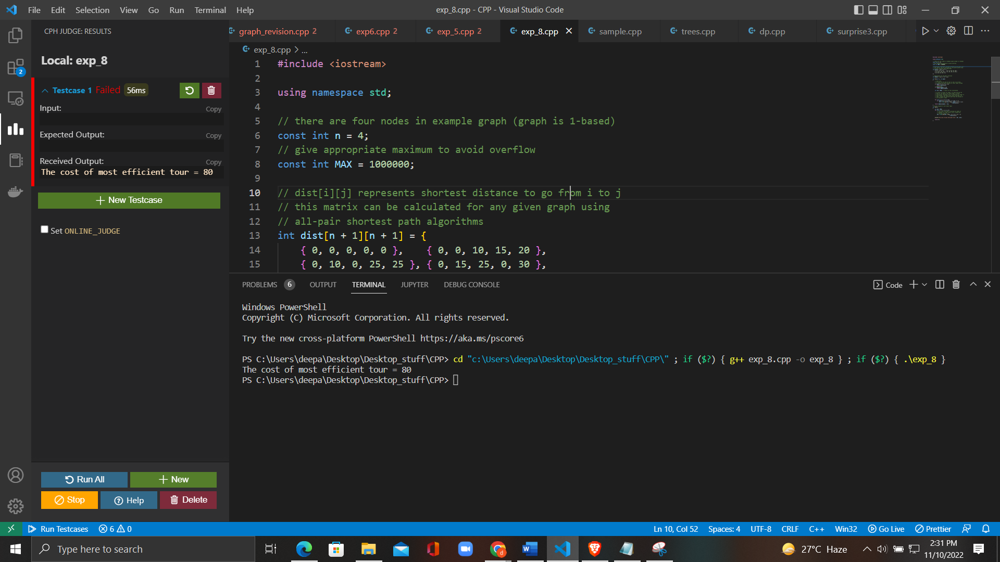 File Edit Selection View Go Run Terminal Help
exp_8.cpp - CPP - Visual Studio Code
CPH JUDGE: RESULTS
graph_revision.cpp 2
exp6.cpp 2
exp_5.cpp 2
exp_8.cpp
sample.cpp
trees.cpp
dp.cpp
surprise3.cpp
exp_8.cpp > ...
Local: exp_8
2
Testcase 1 Failed 56ms
Input:
Copy
Expected Output:
Copy
Received Output:
Copy
The cost of most efficient tour = 80
New Testcase
Set ONLINE_JUDGE
1 #include <iostream>
2
3 using namespace std;
4
5 // there are four nodes in example graph (graph is 1-based)
6 const int n = 4;
7 // give appropriate maximum to avoid overflow
8 const int MAX = 1000000;
9
10 // dist[i][j] represents shortest distance to go from i to j
11 // this matrix can be calculated for any given graph using
12 // all-pair shortest path algorithms
13 int dist[n + 1][n + 1] = {
14 { 0, 0, 0, 0, 0 }, { 0, 0, 10, 15, 20 },
15 { 0, 10, 0, 25, 25 }, { 0, 15, 25, 0, 30 },
PROBLEMS 6 OUTPUT TERMINAL JUPYTER DEBUG CONSOLE
Code
Windows PowerShell
Copyright (C) Microsoft Corporation. All rights reserved.
Try the new cross-platform PowerShell https://aka.ms/pscore6
PS C:\Users\deepa\Desktop\Desktop_stuff\CPP> cd "c:\Users\deepa\Desktop\Desktop_stuff\CPP\" ; if ($?) { g++ exp_8.cpp -o exp_8 } ; if ($?) { .\exp_8 }
The cost of most efficient tour = 80
PS C:\Users\deepa\Desktop\Desktop_stuff\CPP>
Run All
New
Stop
Help
Delete
Run Testcases 6 0
Ln 10, Col 52 Spaces: 4 UTF-8 CRLF C++ Win32 Go Live Prettier
Type here to search
27°C Haze
2:31 PM
11/10/2022